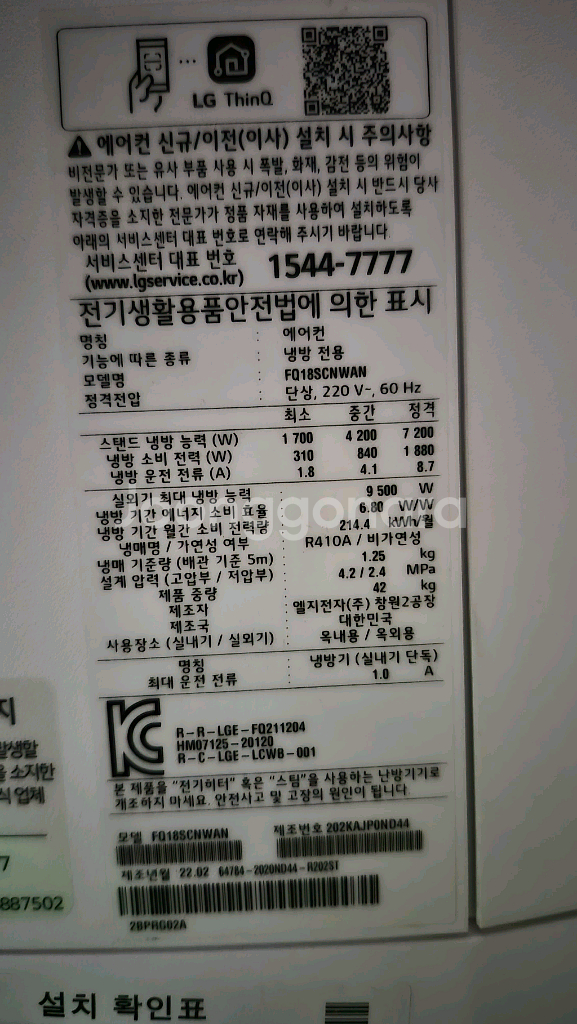 LG ThinQ
에어컨 신규/이전(이사) 설치 시 주의사항
비전문가 또는 유사 부품 사용 시 폭발, 화재, 감전 등의 위험이
발생할 수 있습니다. 에어컨 신규/이전(이사) 설치 시 반드시 당사
자격증을 소지한 전문가가 정품 자재를 사용하여 설치하도록
아래의 서비스센터 대표 번호로 연락해 주시기 바랍니다
서비스센터 대표 번호
(www.lgservice.co.kr) 1544-7777
전기생활용품안전법에 의한 표시
명칭 : 에어컨
기능에 따른 종류 : 냉방 전용
모델명 : FQ18SCNWAN
정격전압 : 단상, 220 V~, 60 Hz
최소 중간 정격
스탠드 냉방 능력 (W) 1 700 4 200 7 200
냉방 소비 전력 (W) 310 840 1 880
냉방 운전 전류 (A) 1.8 4.1 8.7
실외기 최대 냉방 능력 : 9 500 W
냉방 기간 에너지 소비 효율 : 6.80 W/W
냉방 기간 월간 소비 전력량 : 214.4 kWh/월
냉매명 / 가연성 여부 : R410A / 비가연성
냉매 기준량 (배관 기준 5m) : 1.25 kg
설계 압력 (고압부 / 저압부) : 4.2 / 2.4 MPa
제품 중량 : 42 kg
제조자 : 엘지전자(주) 창원2공장
제조국 : 대한민국
사용장소 (실내기 / 실외기) : 옥내용 / 옥외용
명칭 : 냉방기 (실내기 단독)
최대 운전 전류 : 1.0 A
R-R-LGE-FQ211204
HM07125-20120
R-C-LGE-LCWB-001
본 제품을 "전기히터" 혹은 "스팀"을 사용하는 난방기기로
개조하지 마세요. 안전사고 및 고장의 원인이 됩니다
모델 FQ18SCNWAN 제조번호 202KAJP0ND44
제조년월 22.02 64784-2020ND44-R202ST
2BPRG02A
지
발생할
을 소지한
식 업체
7
887502
설치 확인표